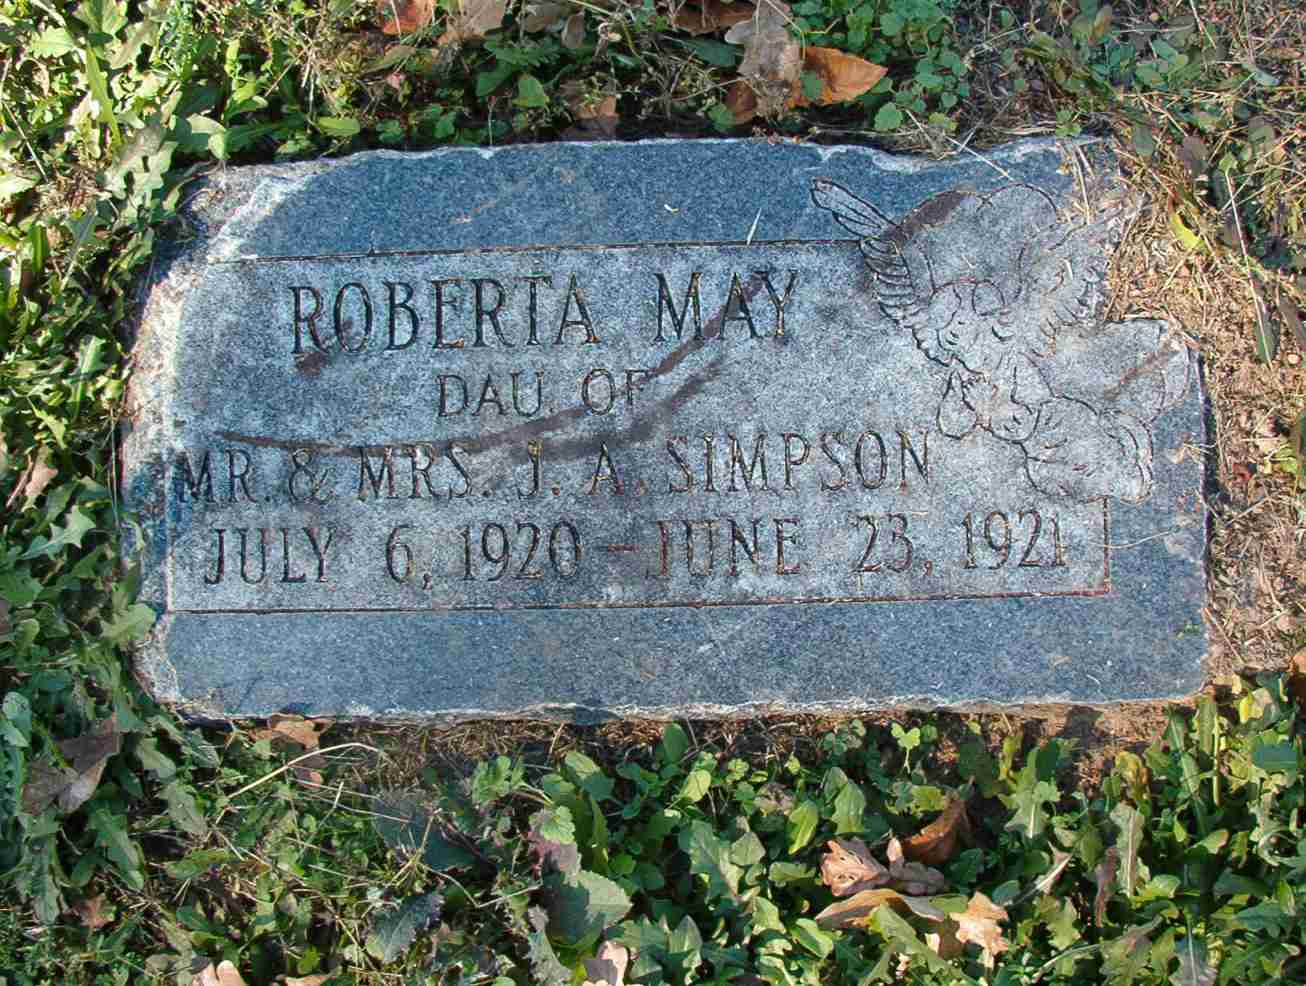 ROBERTA MAY
DAU OF
MR. & MRS. J. A. SIMPSON
JULY 6, 1920 – JUNE 23, 1921